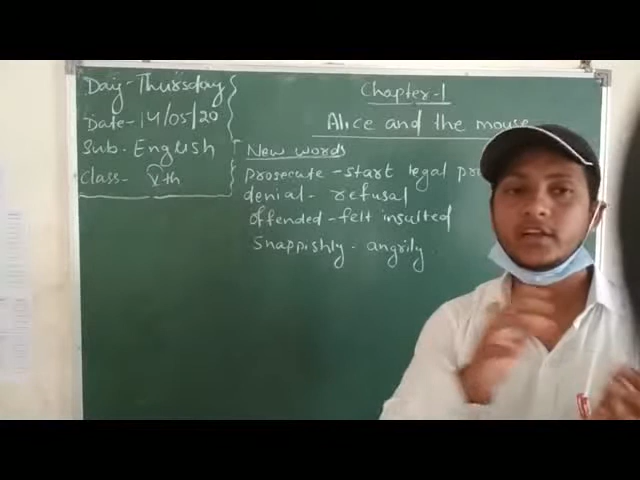 Day- Thursday
Date- 14/05/20
Sub. English
Class- Vth
Chapter-1
Alice and the mouse
New words
Prosecute - start legal
denial - refusal
Offended - felt insulted
Snappishly - angrily